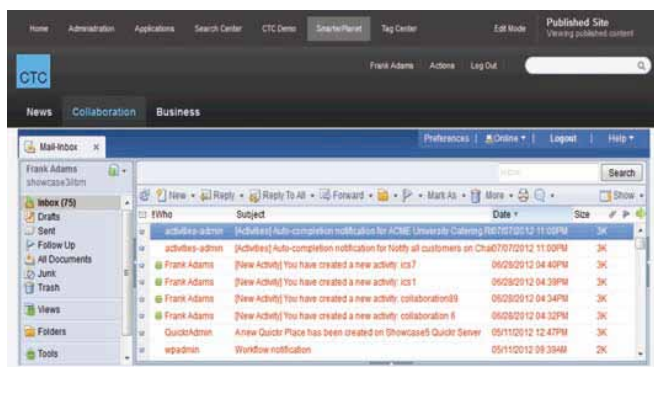 Home Administration Applications Search Center CTC Demo SmarterPlanet Tag Center Edit Mode Published Site
Viewing published content
Frank Adams Actions Log Out
CTC
News Collaboration Business
Mail-Inbox × Preferences | Online | Logout | Help
Frank Adams
showcase3\ibm
Inbox Search
New Reply Reply To All Forward Mark As More Show
Inbox (75)
Drafts
Sent
Follow Up
All Documents
Junk
Trash
Views
Folders
Tools
!Who Subject Date Size
activities-admin [Activities] Auto-completion notification for ACME University Catering 07/07/2012 11:00PM 3K
activities-admin [Activities] Auto-completion notification for Notify all customers on Cha 07/07/2012 11:00PM 3K
Frank Adams [New Activity] You have created a new activity: ics7 06/28/2012 04:40PM 3K
Frank Adams [New Activity] You have created a new activity: ics1 06/28/2012 04:39PM 3K
Frank Adams [New Activity] You have created a new activity: collaboration89 06/28/2012 04:34PM 3K
Frank Adams [New Activity] You have created a new activity: collaboration 6 06/28/2012 04:32PM 3K
QuickrAdmin A new Quickr Place has been created on Showcase5 Quickr Server 05/11/2012 12:47PM 3K
wpadmin Workflow notification 05/11/2012 09:39AM 2K